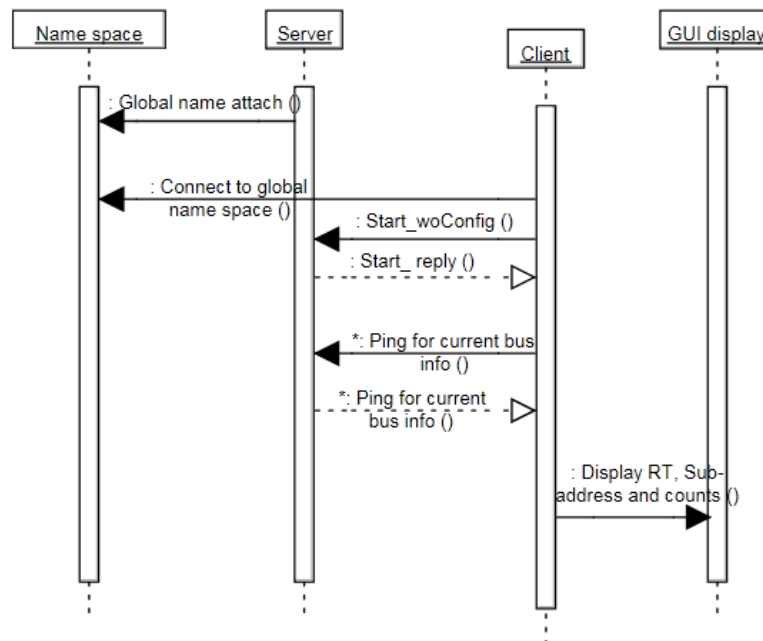 Name space
Server
Client
GUI display
: Global name attach ()
: Connect to global
name space ()
: Start_woConfig ()
: Start_ reply ()
*: Ping for current bus
info ()
*: Ping for current
bus info ()
: Display RT, Sub-
address and counts ()